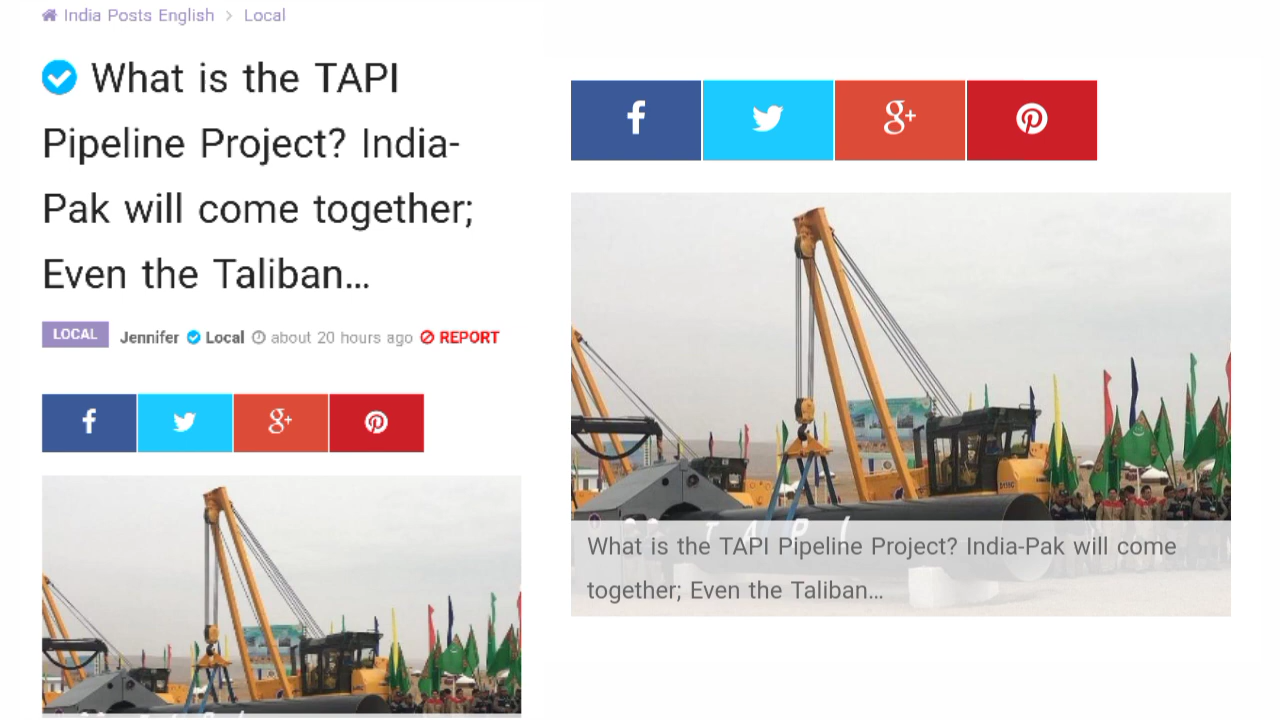 India Posts English > Local
What is the TAPI
Pipeline Project? India-
Pak will come together;
Even the Taliban...
LOCAL Jennifer Local about 20 hours ago REPORT
f g+
f g+
T A P I
What is the TAPI Pipeline Project? India-Pak will come
together; Even the Taliban...